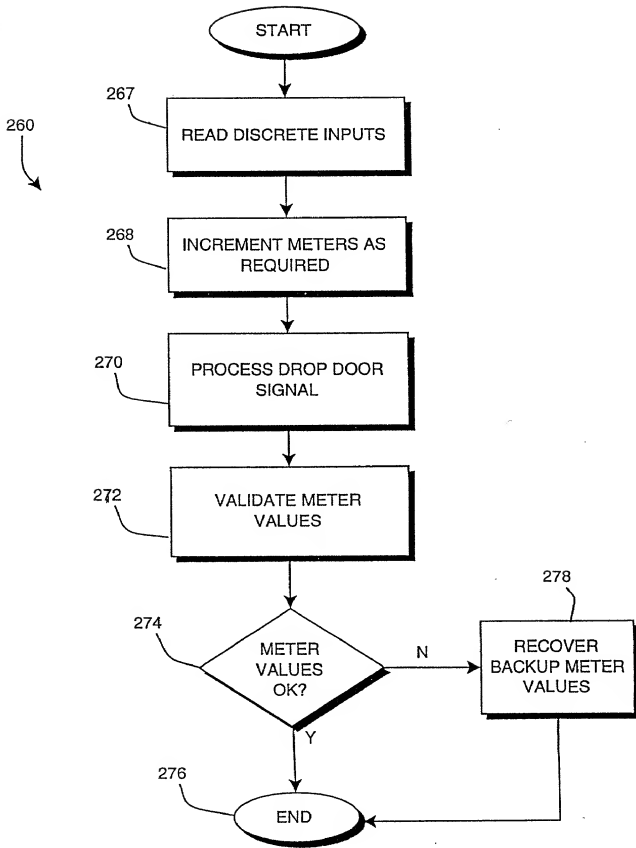 START
267
READ DISCRETE INPUTS
260
268
INCREMENT METERS AS
REQUIRED
270
PROCESS DROP DOOR
SIGNAL
272
VALIDATE METER
VALUES
274
METER
VALUES
OK?
N
278
RECOVER
BACKUP METER
VALUES
Y
276
END